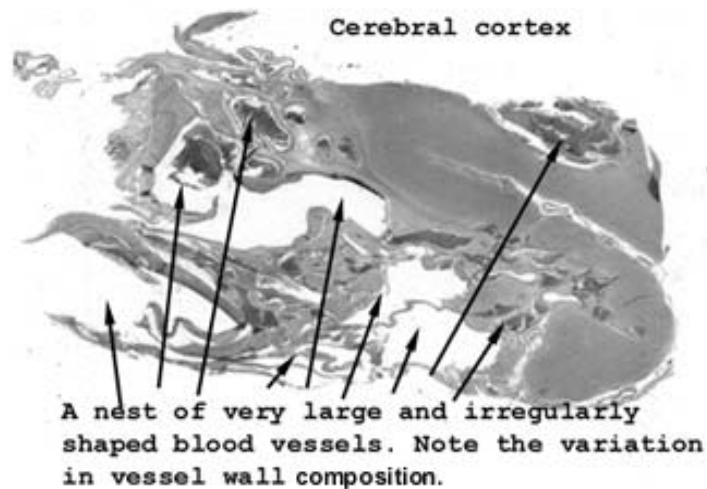 Cerebral cortex
A nest of very large and irregularly
shaped blood vessels. Note the variation
in vessel wall composition.